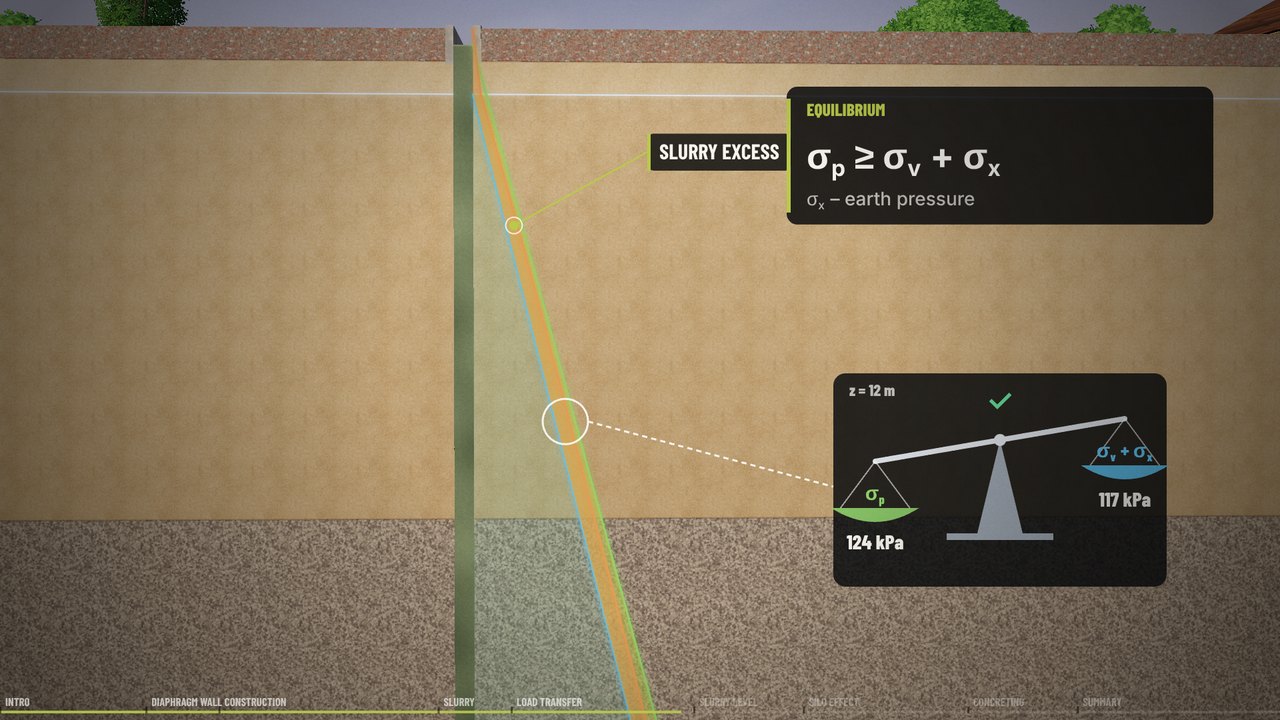 EQUILIBRIUM
σp ≥ σv + σx
σx – earth pressure
SLURRY EXCESS
z = 12 m
σp
σv + σx
124 kPa
117 kPa
INTRO
DIAPHRAGM WALL CONSTRUCTION
SLURRY
LOAD TRANSFER
SLURRY LEVEL
SILO EFFECT
CONCRETING
SUMMARY